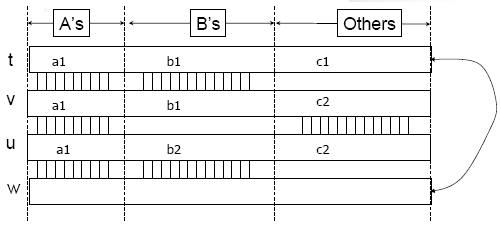 A's B's Others
t a1 b1 c1
v a1 b1 c2
u a1 b2 c2
w